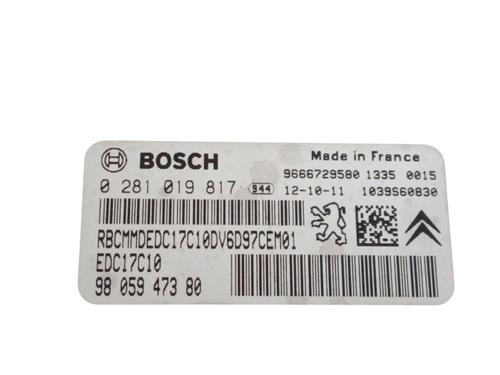 BOSCH
Made in France
9666729580 1335 0015
0 281 019 817 944 12-10-11 1039S60830
RBCMMDEDC17C10DV6D97CEM01
EDC17C10
98 059 473 80